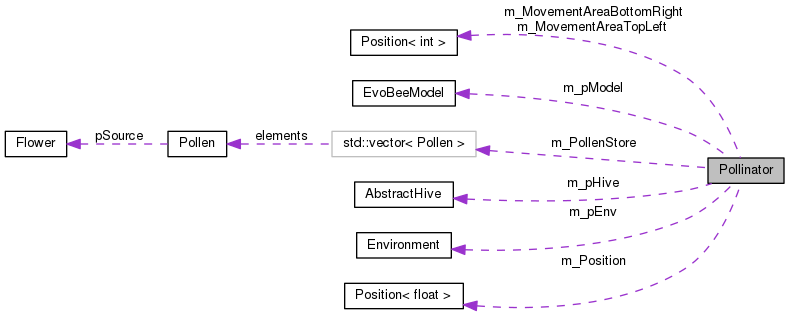 m_MovementAreaBottomRight
m_MovementAreaTopLeft
Position< int >
m_pModel
EvoBeeModel
Flower
pSource
Pollen
elements
std::vector< Pollen >
m_PollenStore
Pollinator
m_pHive
AbstractHive
m_pEnv
Environment
m_Position
Position< float >